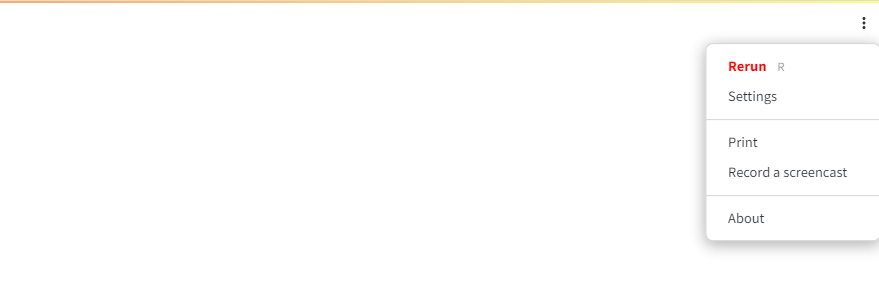 Rerun R
Settings
Print
Record a screencast
About